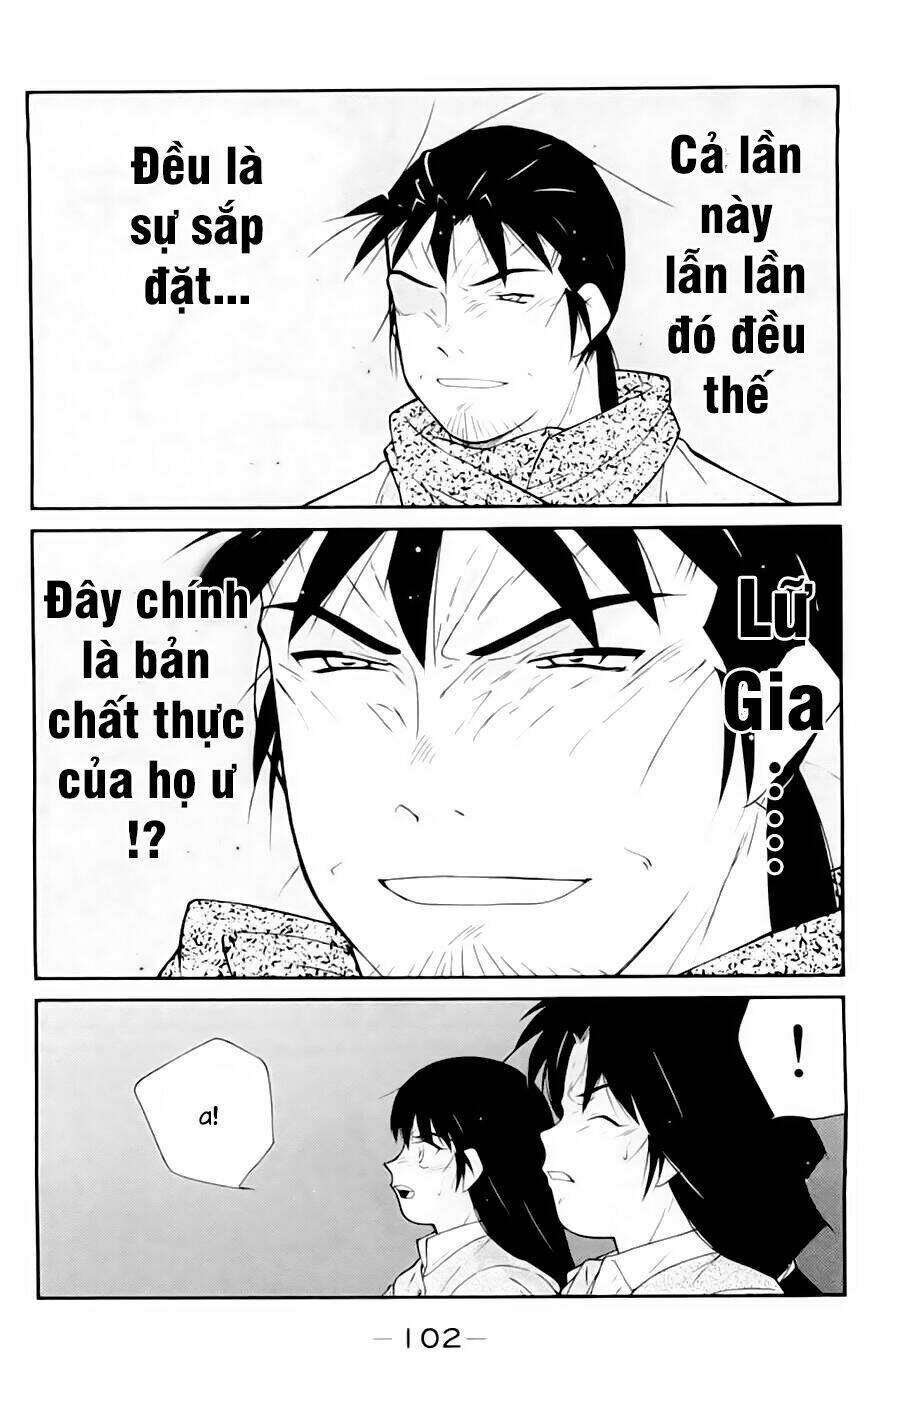 Cả lần
này
lẫn lần
đó đều
thế
Đều là
sự sắp
đặt...
Lữ
Gia
......
Đây chính
là bản
chất thực
của họ ư
!?
!
a!
—102—